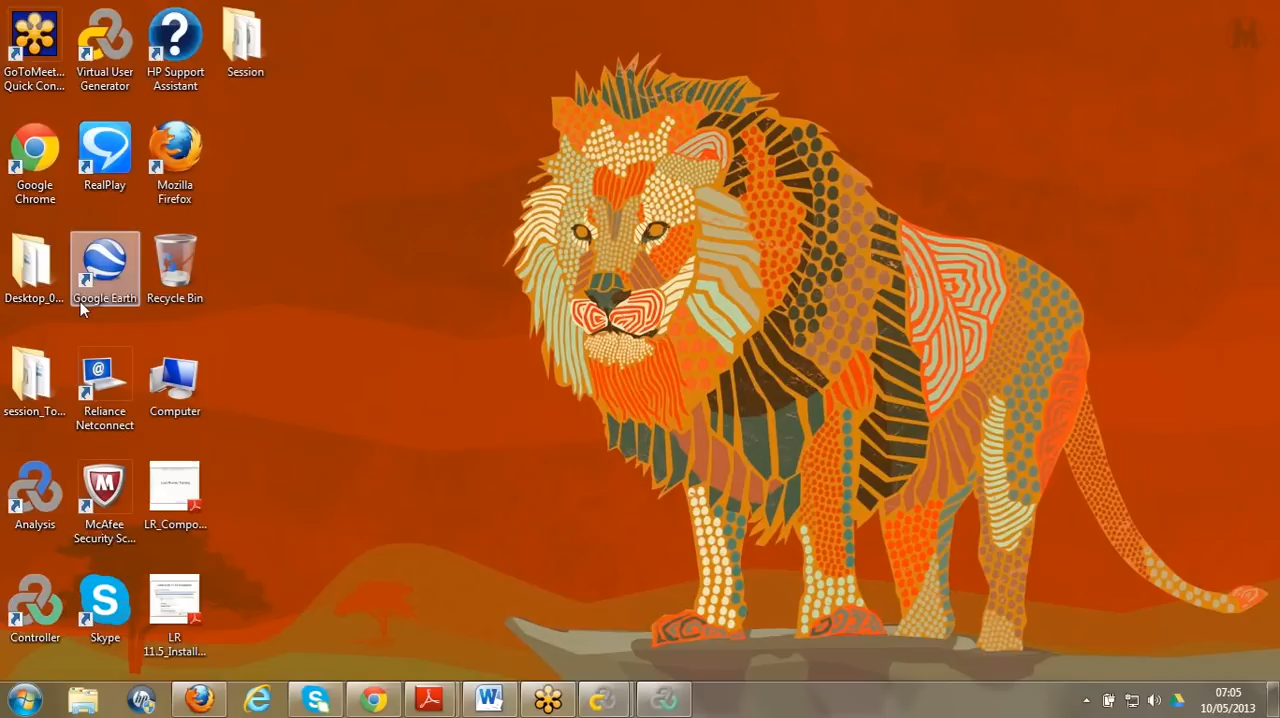 GoToMeet...
Quick Con...
Virtual User
Generator
HP Support
Assistant
Session
Google
Chrome
RealPlay
Mozilla
Firefox
Desktop_0...
Google Earth
Recycle Bin
session_To...
Reliance
Netconnect
Computer
Analysis
McAfee
Security Sc...
LR_Compo...
Controller
Skype
LR
11.5_Install...
07:05
10/05/2013